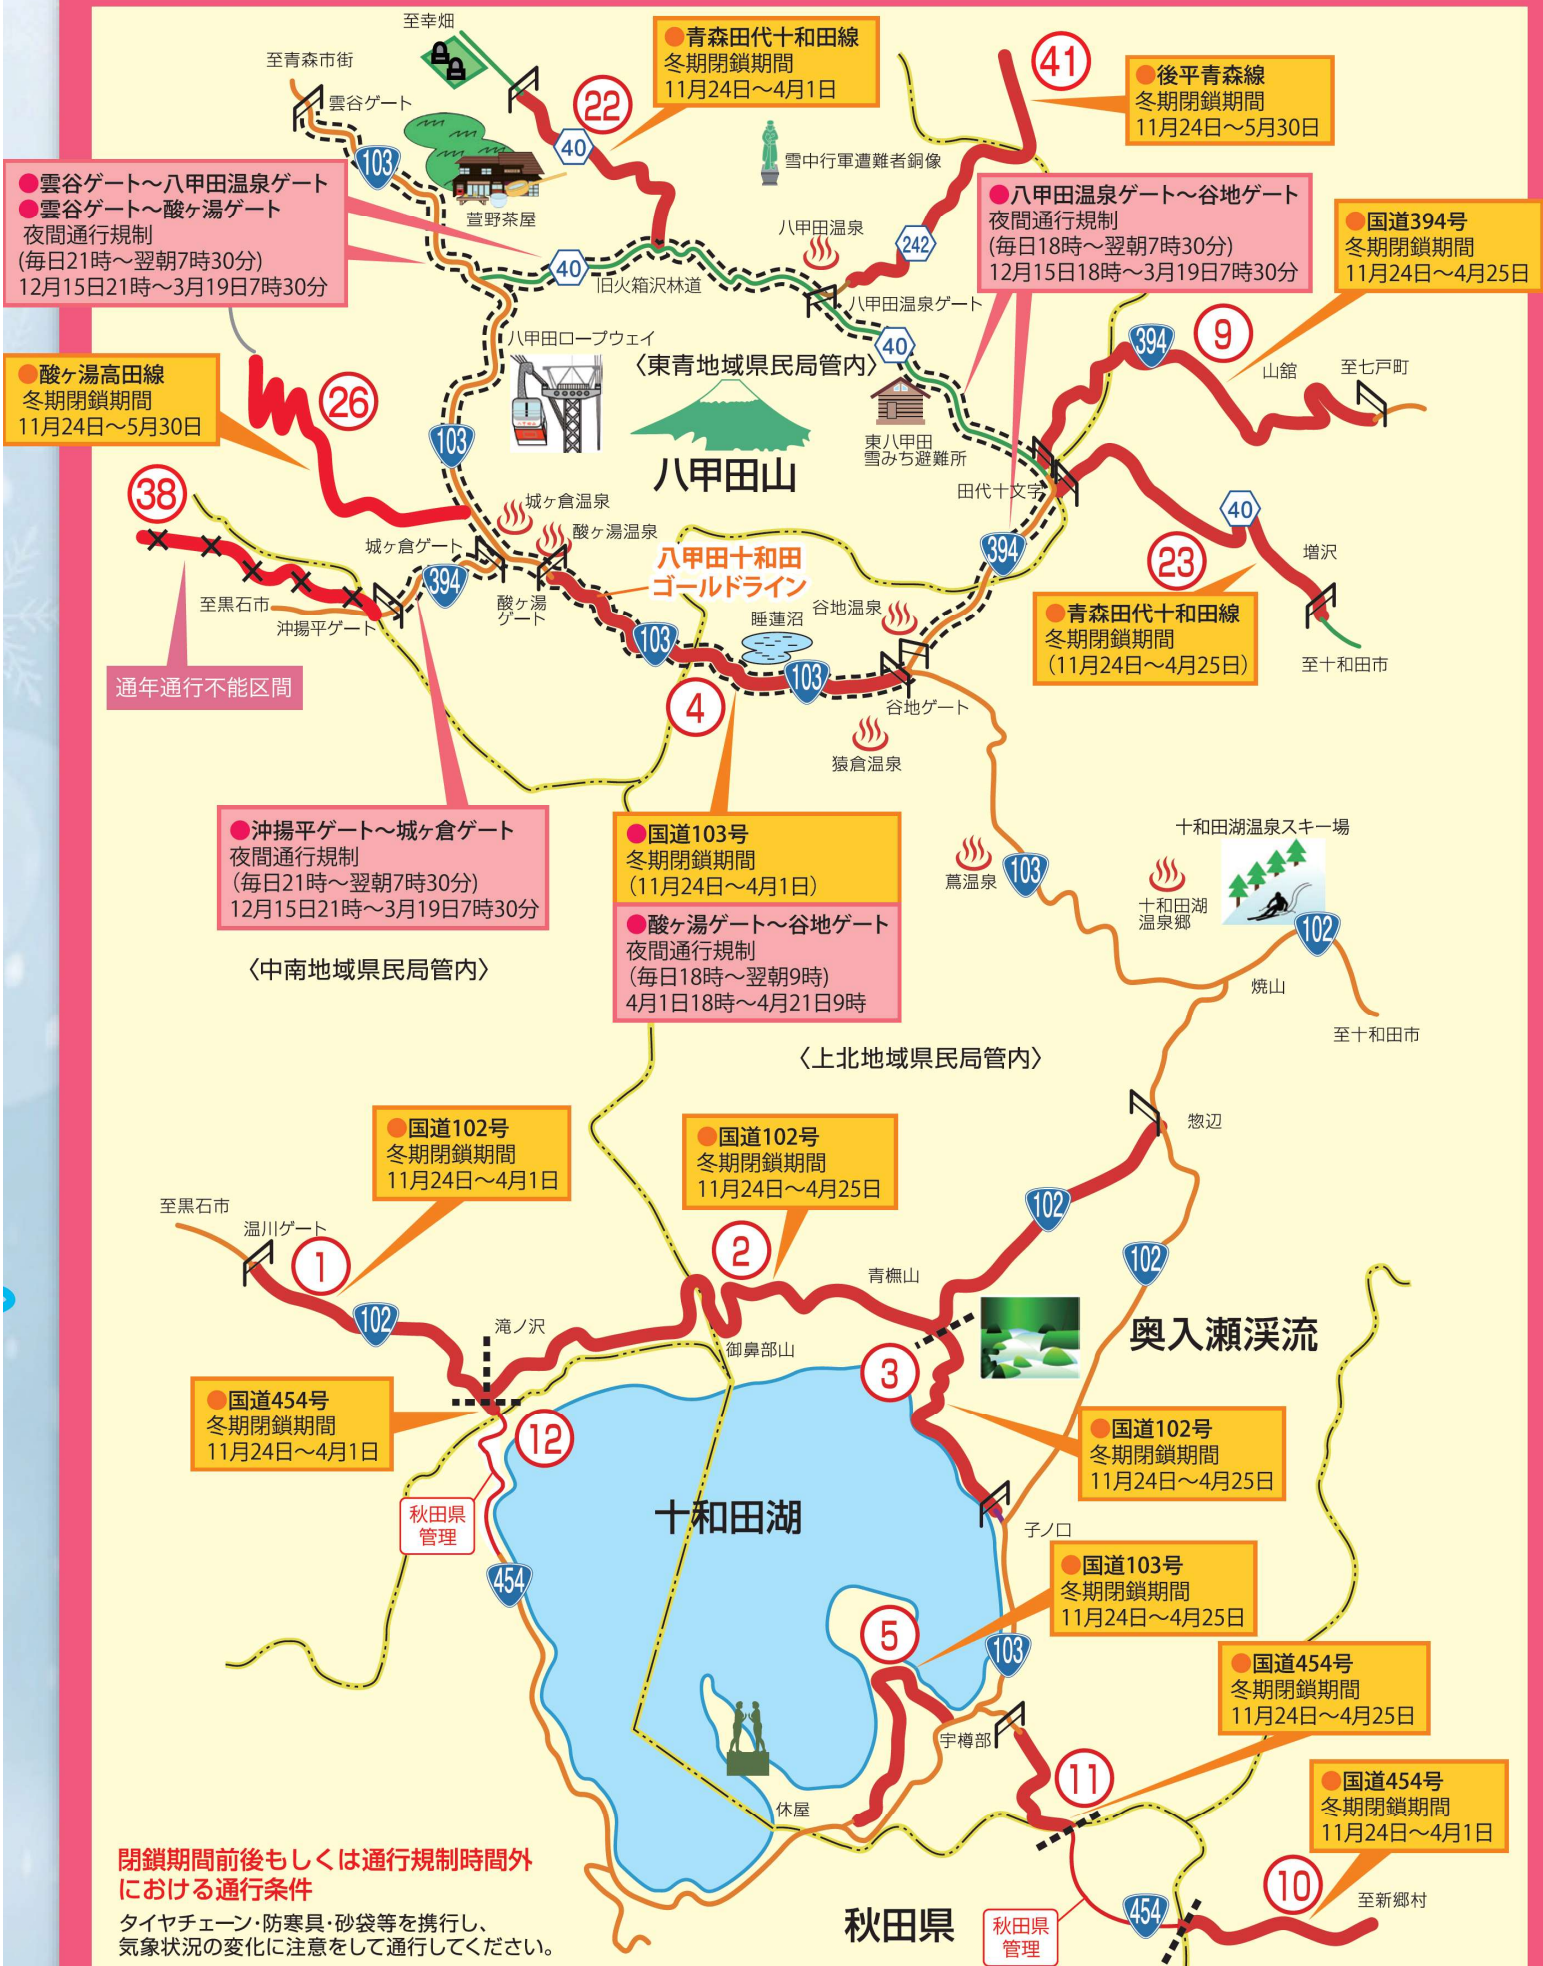 至幸畑
至青森市街
雲谷ゲート
103
22
40
●青森田代十和田線
冬期閉鎖期間
11月24日～4月1日
41
●後平青森線
冬期閉鎖期間
11月24日～5月30日
雪中行軍遭難者銅像
萱野茶屋
●雲谷ゲート～八甲田温泉ゲート
●雲谷ゲート～酸ヶ湯ゲート
夜間通行規制
(毎日21時～翌朝7時30分)
12月15日21時～3月19日7時30分
40
旧火箱沢林道
八甲田温泉
242
八甲田温泉ゲート
●八甲田温泉ゲート～谷地ゲート
夜間通行規制
(毎日18時～翌朝7時30分)
12月15日18時～3月19日7時30分
●国道394号
冬期閉鎖期間
11月24日～4月25日
394
9
山舘
至七戸町
●酸ヶ湯高田線
冬期閉鎖期間
11月24日～5月30日
26
八甲田ロープウェイ
103
〈東青地域県民局管内〉
40
八甲田山
東八甲田
雪みち避難所
田代十文字
38
城ヶ倉温泉
酸ヶ湯温泉
城ヶ倉ゲート
394
至黒石市
沖揚平ゲート
酸ヶ湯
ゲート
通年通行不能区間
八甲田十和田
ゴールドライン
103
睡蓮沼
103
4
谷地温泉
394
谷地ゲート
猿倉温泉
40
23
増沢
●青森田代十和田線
冬期閉鎖期間
(11月24日～4月25日)
至十和田市
●沖揚平ゲート～城ヶ倉ゲート
夜間通行規制
(毎日21時～翌朝7時30分)
12月15日21時～3月19日7時30分
●国道103号
冬期閉鎖期間
(11月24日～4月1日)
●酸ヶ湯ゲート～谷地ゲート
夜間通行規制
(毎日18時～翌朝9時)
4月1日18時～4月21日9時
蔦温泉
103
十和田湖温泉スキー場
十和田湖
温泉郷
102
焼山
至十和田市
〈中南地域県民局管内〉
〈上北地域県民局管内〉
惣辺
●国道102号
冬期閉鎖期間
11月24日～4月1日
●国道102号
冬期閉鎖期間
11月24日～4月25日
至黒石市
温川ゲート
1
102
滝ノ沢
2
青橅山
御鼻部山
102
102
奥入瀬渓流
3
●国道102号
冬期閉鎖期間
11月24日～4月25日
●国道454号
冬期閉鎖期間
11月24日～4月1日
12
秋田県
管理
454
十和田湖
子ノ口
●国道103号
冬期閉鎖期間
11月24日～4月25日
5
103
宇樽部
●国道454号
冬期閉鎖期間
11月24日～4月25日
11
休屋
●国道454号
冬期閉鎖期間
11月24日～4月1日
10
至新郷村
454
秋田県
管理
秋田県
閉鎖期間前後もしくは通行規制時間外
における通行条件
タイヤチェーン・防寒具・砂袋等を携行し、
気象状況の変化に注意をして通行してください。